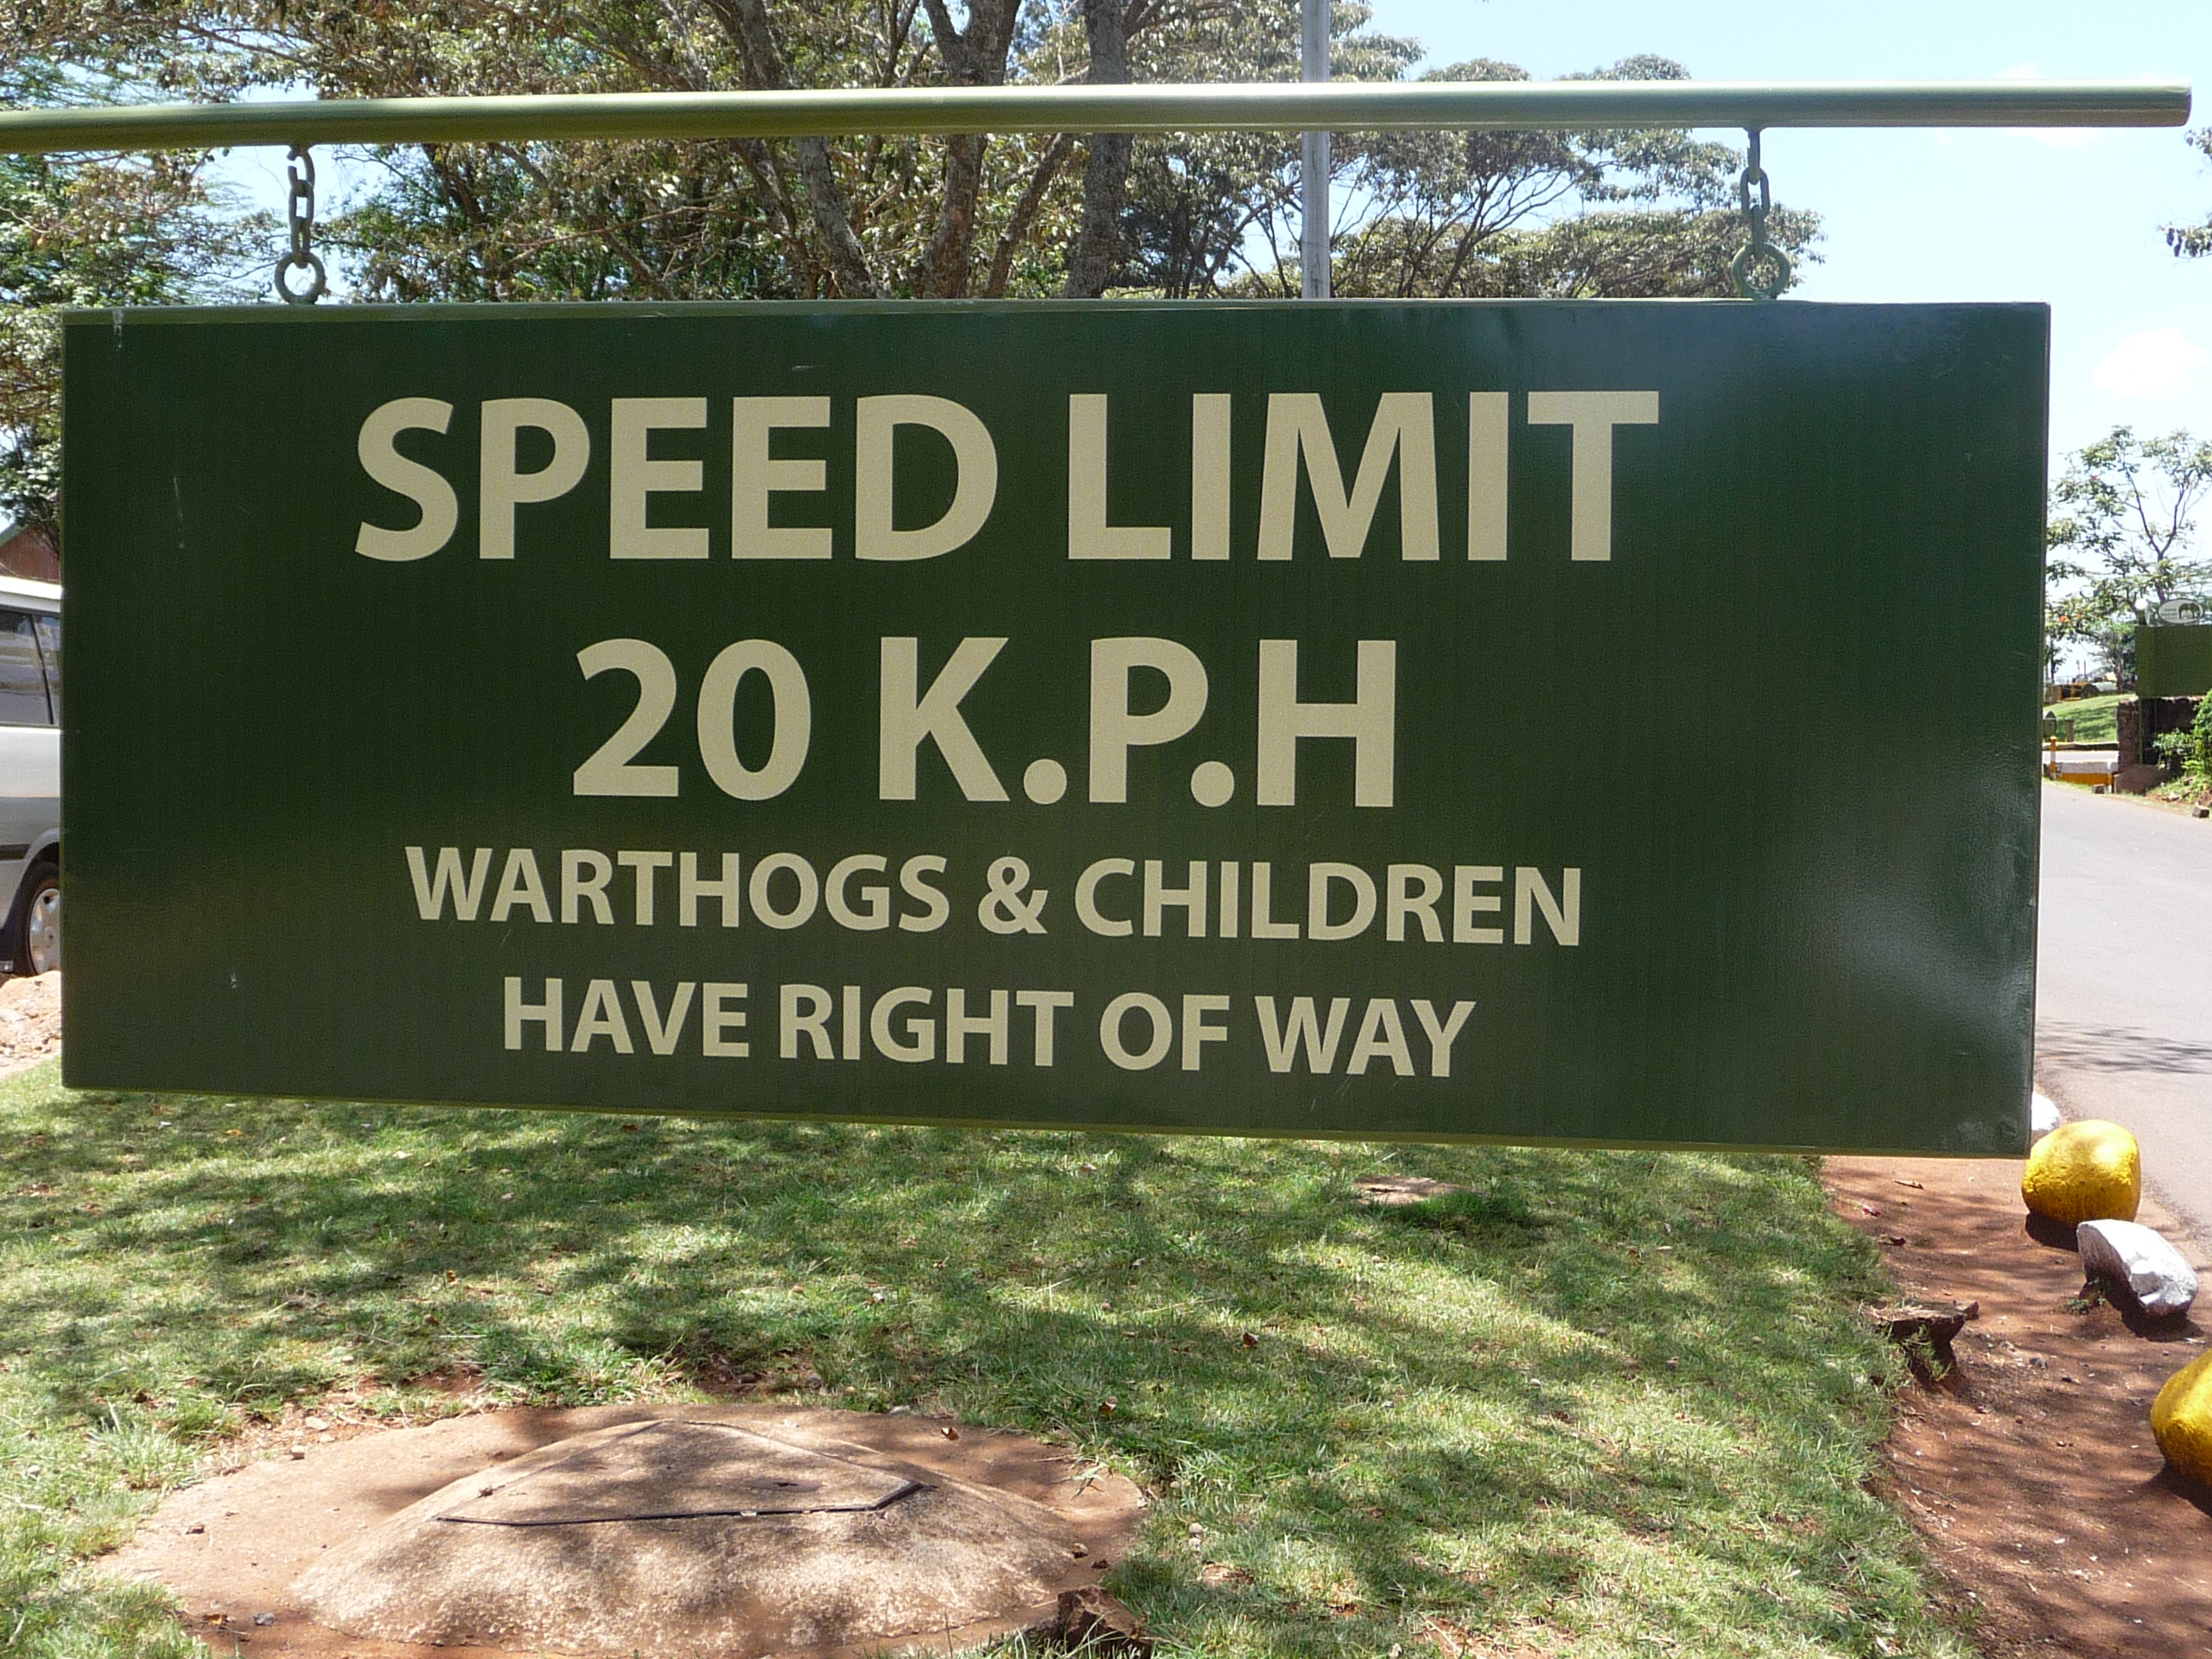 SPEED LIMIT
20 K.P.H
WARTHOGS & CHILDREN
HAVE RIGHT OF WAY